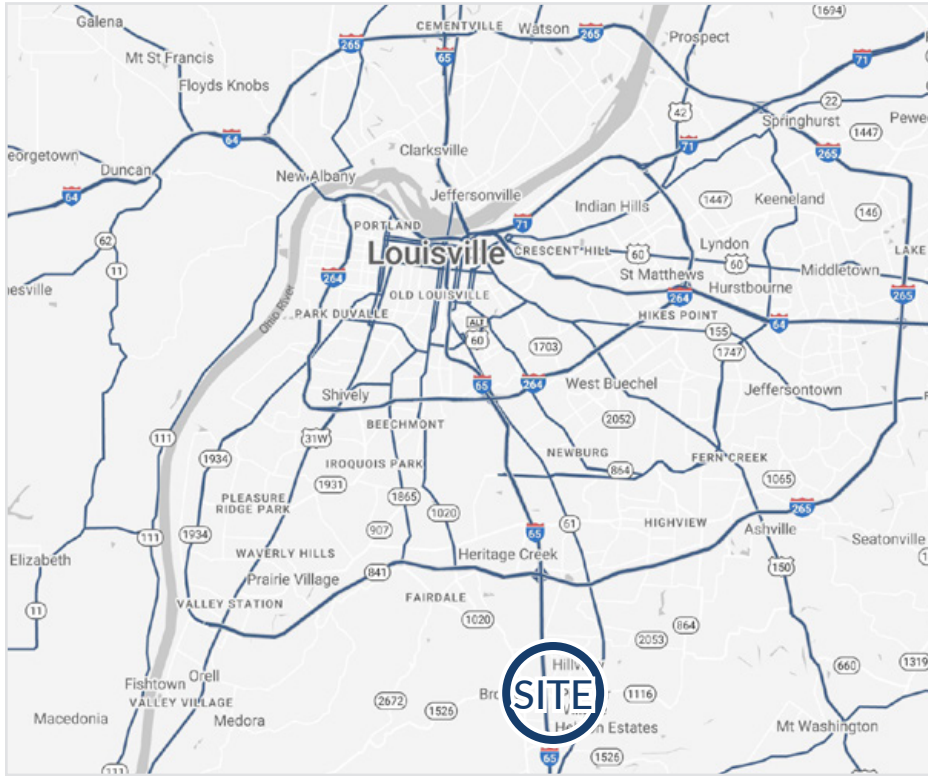 Galena
CEMENTVILLE
Watson
1694
265
65
265
Prospect
Mt St Francis
71
Floyds Knobs
22
42
Springhurst
64
Clarksville
71
1447
265
Duncan
New Albany
64
Jeffersonville
Indian Hills
1447
Keeneland
146
PORTLAND
71
62
11
Louisville
CRESCENT HILL
60
Lyndon
60
LAKE
Middletown
264
St Matthews
Hurstbourne
OLD LOUISVILLE
264
265
Ohio River
PARK DUVALLE
ALT
60
HIKES POINT
155
64
1703
1747
65
264
West Buechel
Shively
Jeffersontown
2052
BEECHMONT
111
31W
1934
IROQUOIS PARK
NEWBURG
864
FERN CREEK
1931
1065
PLEASURE
RIDGE PARK
1865
1020
265
907
61
HIGHVIEW
Ashville
111
1934
65
Seatonville
Elizabeth
WAVERLY HILLS
Heritage Creek
150
Prairie Village
841
11
VALLEY STATION
FAIRDALE
1020
864
2053
660
1319
Fishtown
Orell
SITE
1116
VALLEY VILLAGE
2672
1526
Macedonia
Medora
Estates
Mt Washington
65
1526
111